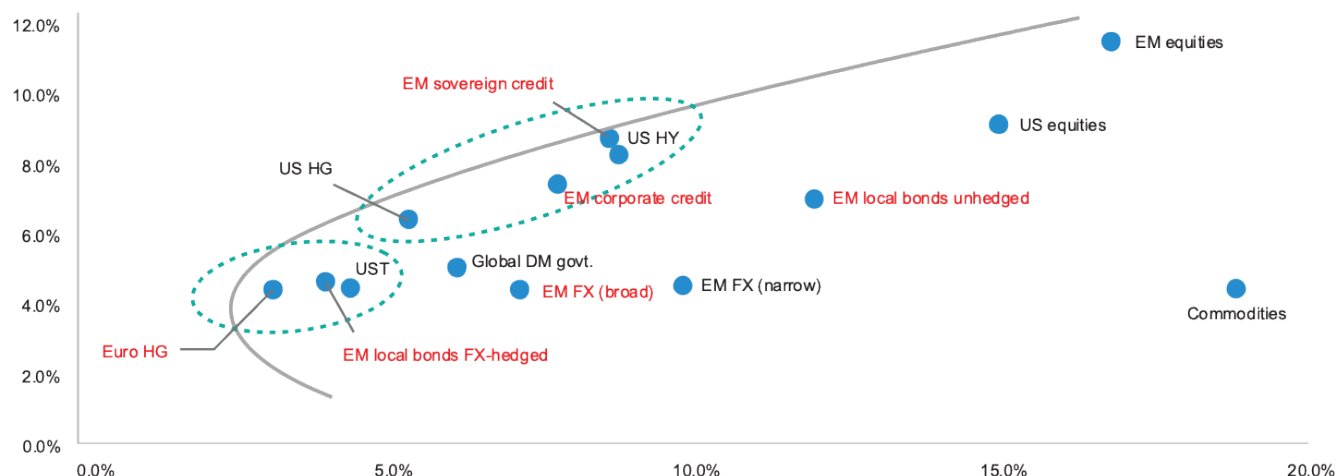 12.0%
EM equities
10.0%
EM sovereign credit
US equities
US HY
8.0%
US HG
EM corporate credit
EM local bonds unhedged
6.0%
UST
Global DM govt.
4.0%
EM FX (broad)
EM FX (narrow)
Commodities
Euro HG
EM local bonds FX-hedged
2.0%
0.0%
0.0%
5.0%
10.0%
15.0%
20.0%